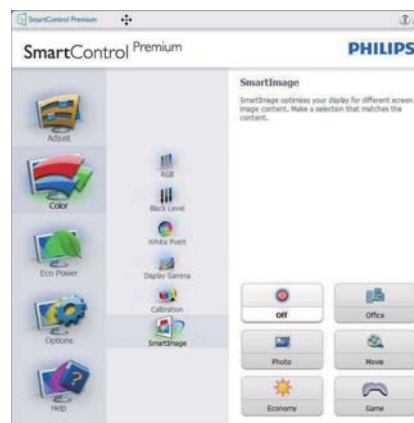 SmartControl Premium
SmartControl Premium
PHILIPS
Adjust
Color
Eco Power
Options
Help
RGB
Black Level
White Point
Display Gamma
Calibration
SmartImage
SmartImage
SmartImage optimizes your display for different screen
image content. Make a selection that matches the
content.
Off
Office
Photo
Movie
Economy
Game